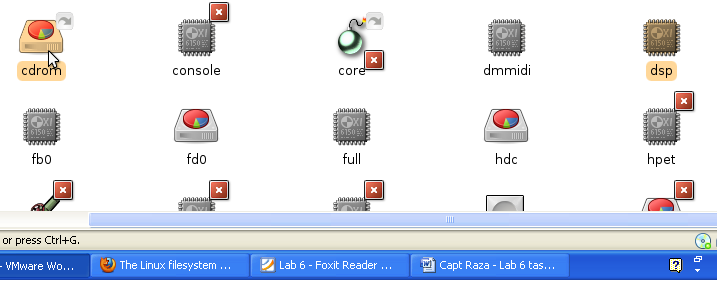 cdrom
console
core
dmmidi
dsp
fb0
fd0
full
hdc
hpet
or press Ctrl+G.
- VMware Wo...
The Linux filesystem ...
Lab 6 - Foxit Reader ...
Capt Raza - Lab 6 tas...